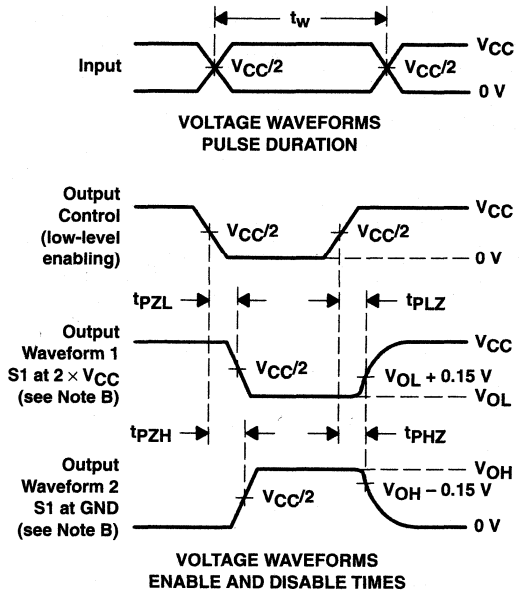 tw
Input
VCC/2
VCC/2
VCC
0 V
VOLTAGE WAVEFORMS
PULSE DURATION
Output
Control
(low-level
enabling)
VCC/2
VCC/2
VCC
0 V
tPZL
tPLZ
Output
Waveform 1
S1 at 2 × VCC
(see Note B)
VCC/2
VCC
VOL + 0.15 V
VOL
tPZH
tPHZ
Output
Waveform 2
S1 at GND
(see Note B)
VCC/2
VOH
VOH − 0.15 V
0 V
VOLTAGE WAVEFORMS
ENABLE AND DISABLE TIMES